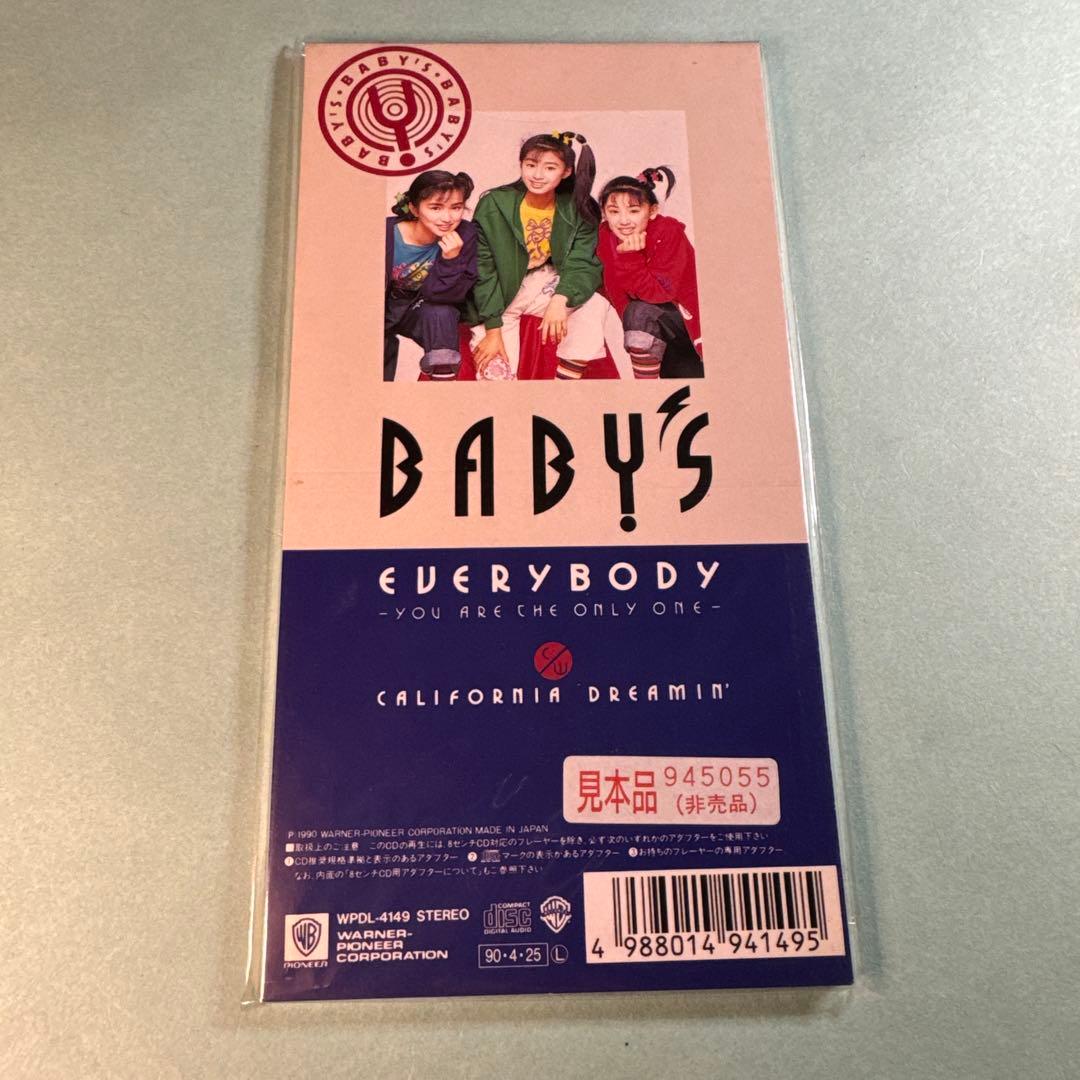 BABY'S・BABY'S・BABY'S・
BABY'S
EVERYBODY
-YOU ARE THE ONLY ONE-
C/W
CALIFORNIA DREAMIN'
見本品 945055
(非売品)
℗1990 WARNER-PIONEER CORPORATION MADE IN JAPAN
■取扱上のご注意 このCDの再生には、8センチCD対応のプレーヤーを除き、必ず次のいずれかのアダプターをご使用下さい
①CD推奨規格準拠と表示のあるアダプター ②マークの表示があるアダプター ③お持ちのプレーヤーの専用アダプター
なお、内面の「8センチCD用アダプターについて」もご参照下さい
WPDL-4149 STEREO
WARNER-
PIONEER
CORPORATION
WB
PIONEER
COMPACT
disc
DIGITAL AUDIO
90・4・25 L
4 988014 941495